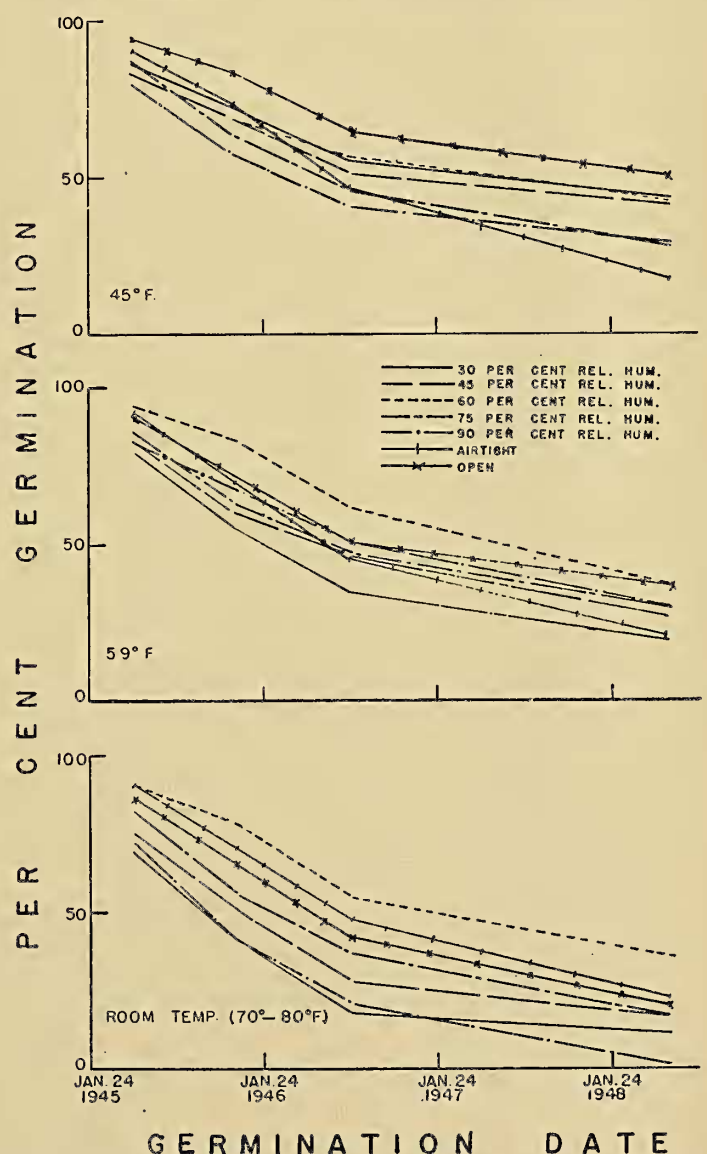 PER CENT GERMINATION
100
50
0
45°F.
30 PER CENT REL. HUM.
45 PER CENT REL. HUM.
60 PER CENT REL. HUM.
75 PER CENT REL. HUM.
90 PER CENT REL. HUM.
AIRTIGHT
OPEN
100
50
0
59°F
100
50
0
ROOM TEMP. (70°—80°F.)
JAN. 24 JAN. 24 JAN. 24 JAN. 24
1945 1946 1947 1948
GERMINATION DATE